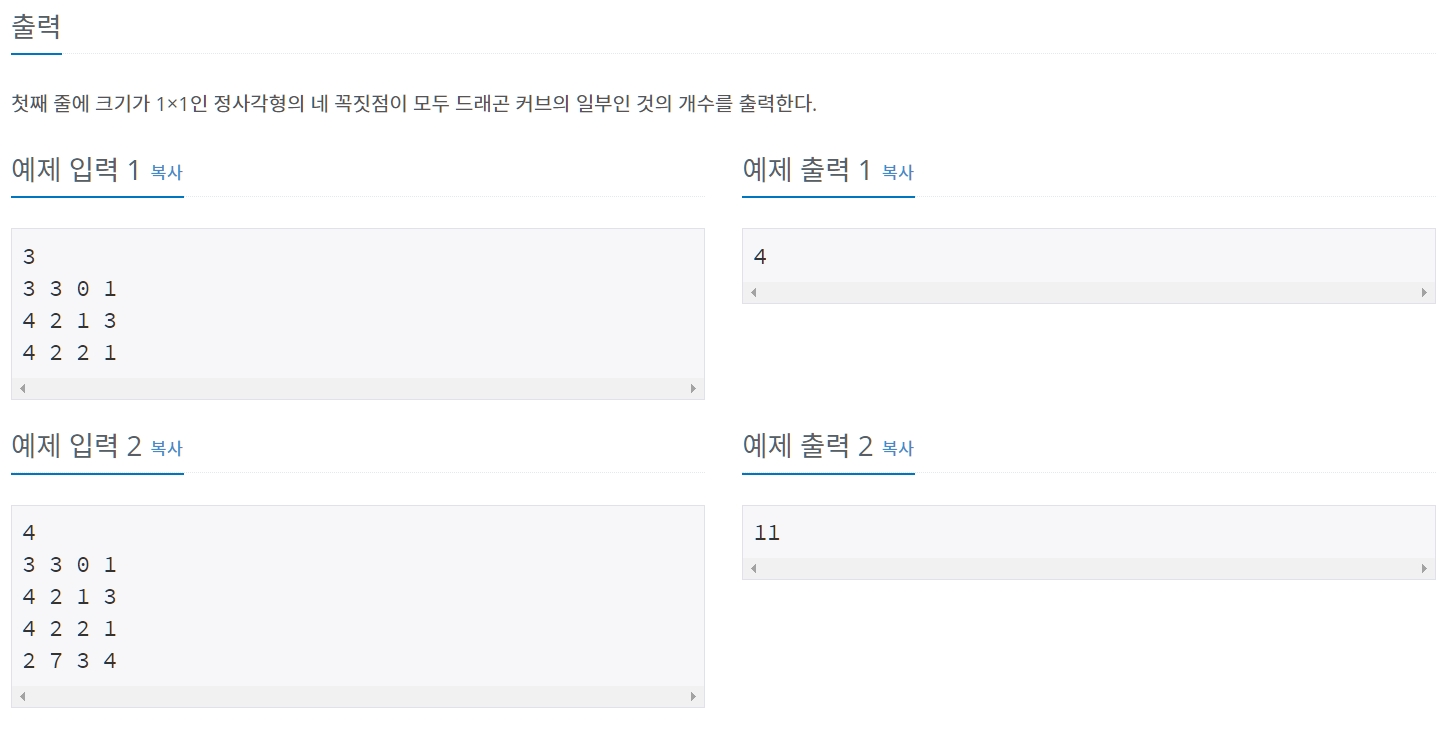 출력
첫째 줄에 크기가 1×1인 정사각형의 네 꼭짓점이 모두 드래곤 커브의 일부인 것의 개수를 출력한다.
예제 입력 1 복사
3
3 3 0 1
4 2 1 3
4 2 2 1
예제 출력 1 복사
4
예제 입력 2 복사
4
3 3 0 1
4 2 1 3
4 2 2 1
2 7 3 4
예제 출력 2 복사
11